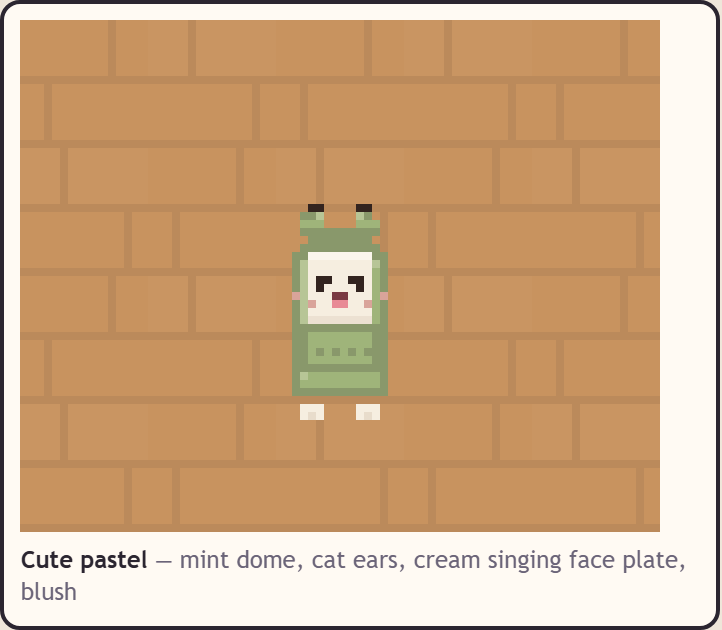 Cute pastel — mint dome, cat ears, cream singing face plate,
blush